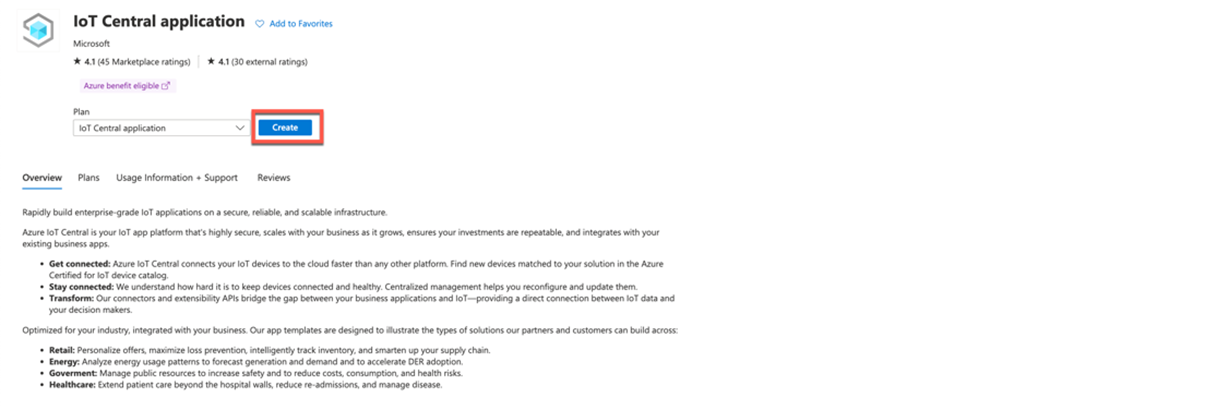 IoT Central application
Add to Favorites
Microsoft
★ 4.1 (45 Marketplace ratings) | ★ 4.1 (30 external ratings)
Azure benefit eligible
Plan
IoT Central application
Create
Overview Plans Usage Information + Support Reviews
Rapidly build enterprise-grade IoT applications on a secure, reliable, and scalable infrastructure.
Azure IoT Central is your IoT app platform that's highly secure, scales with your business as it grows, ensures your investments are repeatable, and integrates with your
existing business apps.
• Get connected: Azure IoT Central connects your IoT devices to the cloud faster than any other platform. Find new devices matched to your solution in the Azure
Certified for IoT device catalog.
• Stay connected: We understand how hard it is to keep devices connected and healthy. Centralized management helps you reconfigure and update them.
• Transform: Our connectors and extensibility APIs bridge the gap between your business applications and IoT—providing a direct connection between IoT data and
your decision makers.
Optimized for your industry, integrated with your business. Our app templates are designed to illustrate the types of solutions our partners and customers can build across:
• Retail: Personalize offers, maximize loss prevention, intelligently track inventory, and smarten up your supply chain.
• Energy: Analyze energy usage patterns to forecast generation and demand and to accelerate DER adoption.
• Goverment: Manage public resources to increase safety and to reduce costs, consumption, and health risks.
• Healthcare: Extend patient care beyond the hospital walls, reduce re-admissions, and manage disease.